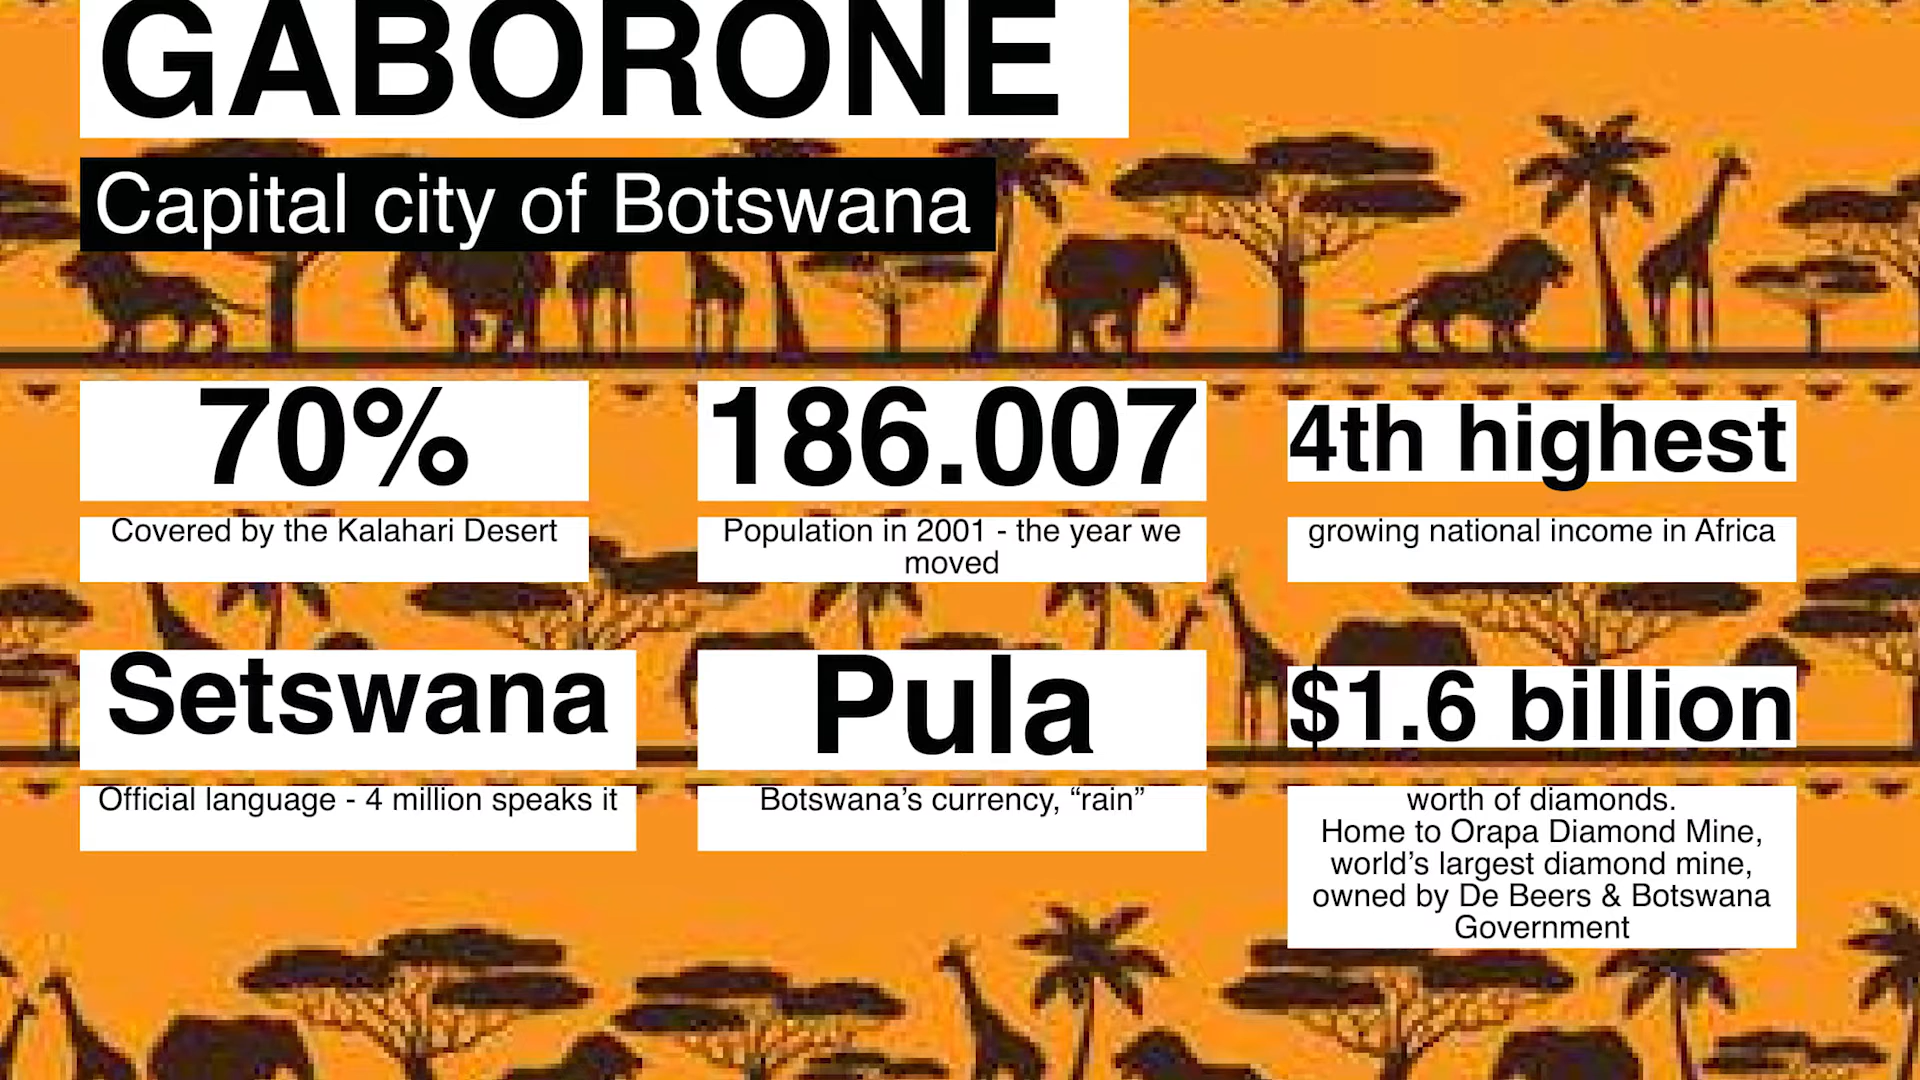 GABORONE
Capital city of Botswana
70%
Covered by the Kalahari Desert
186.007
Population in 2001 - the year we
moved
4th highest
growing national income in Africa
Setswana
Official language - 4 million speaks it
Pula
Botswana’s currency, “rain”
$1.6 billion
worth of diamonds.
Home to Orapa Diamond Mine,
world’s largest diamond mine,
owned by De Beers & Botswana
Government